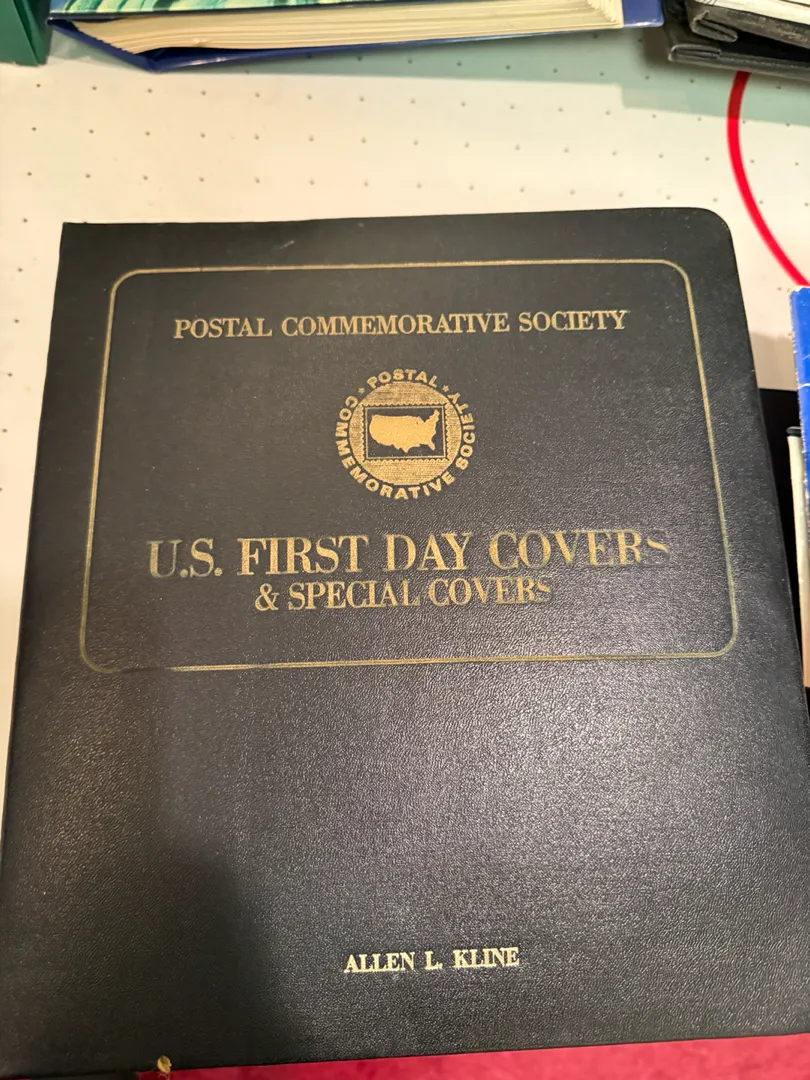 POSTAL COMMEMORATIVE SOCIETY
POSTAL
COMMEMORATIVE SOCIETY
U.S. FIRST DAY COVERS
& SPECIAL COVERS
ALLEN L. KLINE